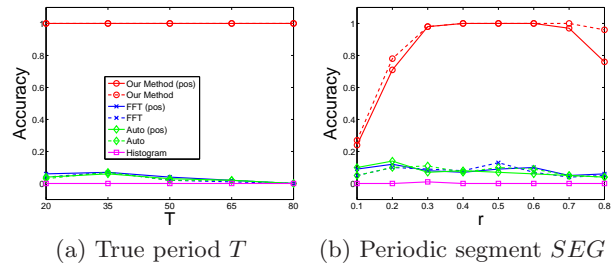 1
0.8
0.6
0.4
0.2
0
Accuracy
20 35 50 65 80
T
Our Method (pos)
Our Method
FFT (pos)
FFT
Auto (pos)
Auto
Histogram
(a) True period T
1
0.8
0.6
0.4
0.2
0
Accuracy
0.1 0.2 0.3 0.4 0.5 0.6 0.7 0.8
r
(b) Periodic segment SEG